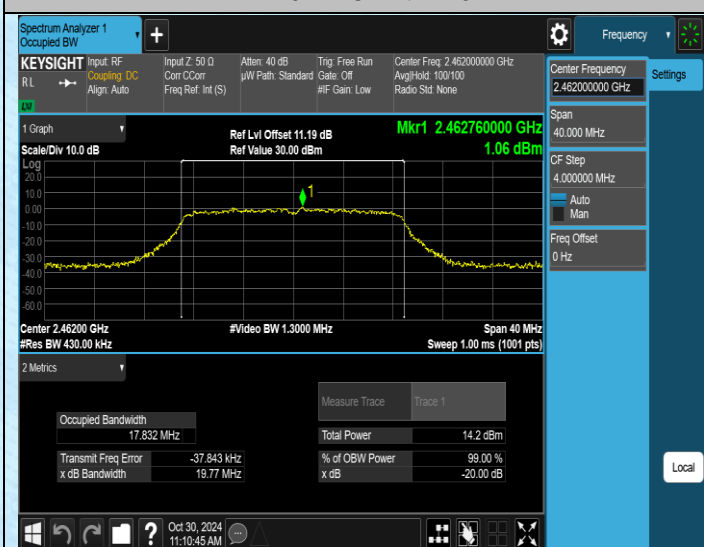 Spectrum Analyzer 1
Occupied BW
Frequency
KEYSIGHT
RL
LXI
Input: RF
Coupling: DC
Align: Auto
Input Z: 50 Ω
Corr CCorr
Freq Ref: Int (S)
Atten: 40 dB
µW Path: Standard
Trig: Free Run
Gate: Off
#IF Gain: Low
Center Freq: 2.462000000 GHz
Avg|Hold: 100/100
Radio Std: None
Center Frequency
2.462000000 GHz
Settings
Span
40.000 MHz
CF Step
4.000000 MHz
Auto
Man
Freq Offset
0 Hz
1 Graph
Scale/Div 10.0 dB
Ref Lvl Offset 11.19 dB
Ref Value 30.00 dBm
Mkr1 2.462760000 GHz
1.06 dBm
Log
20.0
10.0
0.00
-10.0
-20.0
-30.0
-40.0
-50.0
-60.0
1
Center 2.46200 GHz
#Res BW 430.00 kHz
#Video BW 1.3000 MHz
Span 40 MHz
Sweep 1.00 ms (1001 pts)
2 Metrics
Measure Trace
Trace 1
Occupied Bandwidth
17.832 MHz
Total Power
14.2 dBm
Transmit Freq Error
-37.843 kHz
% of OBW Power
99.00 %
x dB Bandwidth
19.77 MHz
x dB
-20.00 dB
Local
Oct 30, 2024
11:10:45 AM